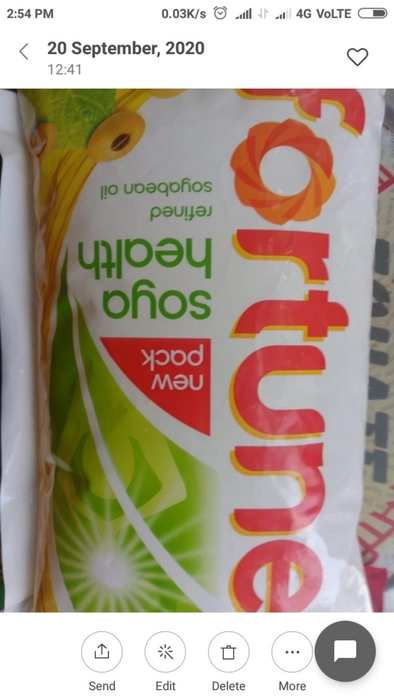 2:54 PM
0.03K/s
4G VoLTE
20 September, 2020
12:41
fortune
new
pack
soya
health
refined
soyabean oil
Send
Edit
Delete
More